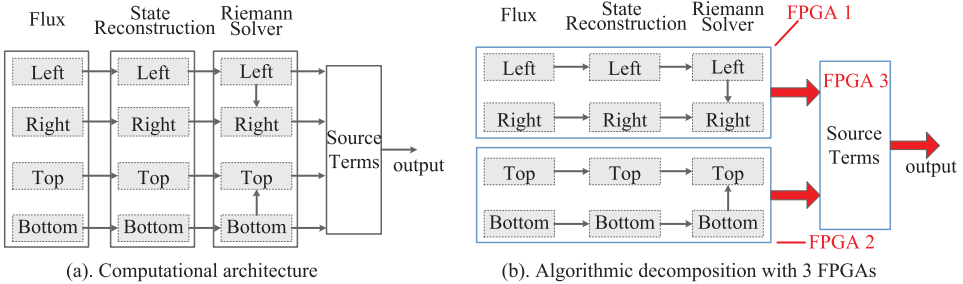 Flux
State
Reconstruction
Riemann
Solver
Left
Left
Left
Right
Right
Right
Top
Top
Top
Bottom
Bottom
Bottom
Source
Terms
output
(a). Computational architecture
Flux
State
Reconstruction
Riemann
Solver
FPGA 1
Left
Left
Left
Right
Right
Right
Top
Top
Top
Bottom
Bottom
Bottom
FPGA 2
FPGA 3
Source
Terms
output
(b). Algorithmic decomposition with 3 FPGAs